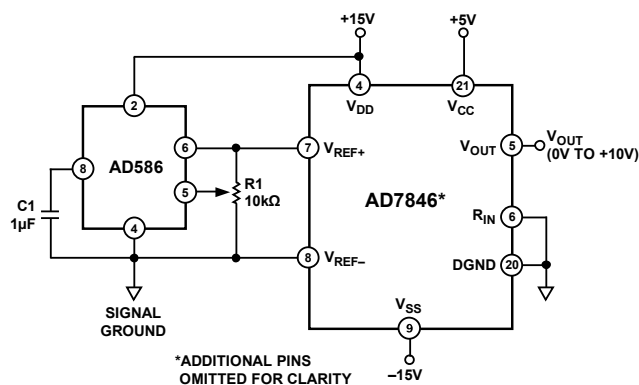 +15V
+5V
2
4
21
V_DD
V_CC
8
AD586
6
5
4
7
V_REF+
V_OUT
5
V_OUT
(0V TO +10V)
R1
10kΩ
AD7846*
C1
1µF
R_IN
6
8
V_REF–
DGND
20
SIGNAL
GROUND
V_SS
9
–15V
*ADDITIONAL PINS
OMITTED FOR CLARITY